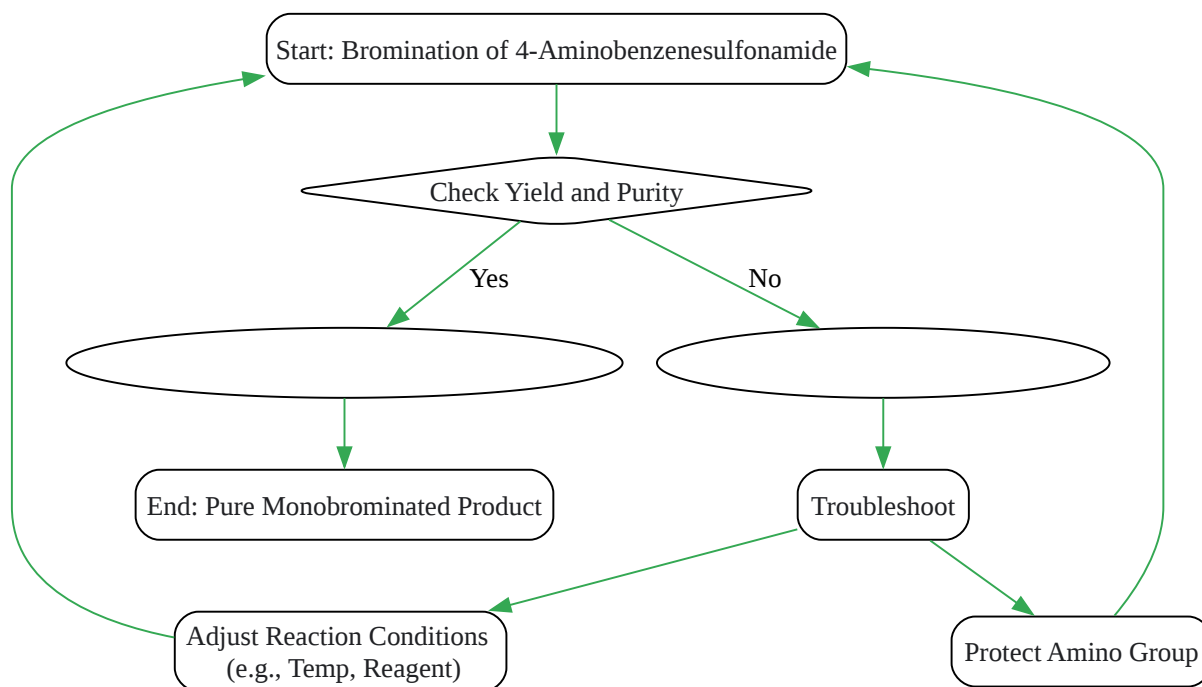 Start: Bromination of 4-Aminobenzenesulfonamide
Check Yield and Purity
Yes
No
End: Pure Monobrominated Product
Troubleshoot
Adjust Reaction Conditions
(e.g., Temp, Reagent)
Protect Amino Group